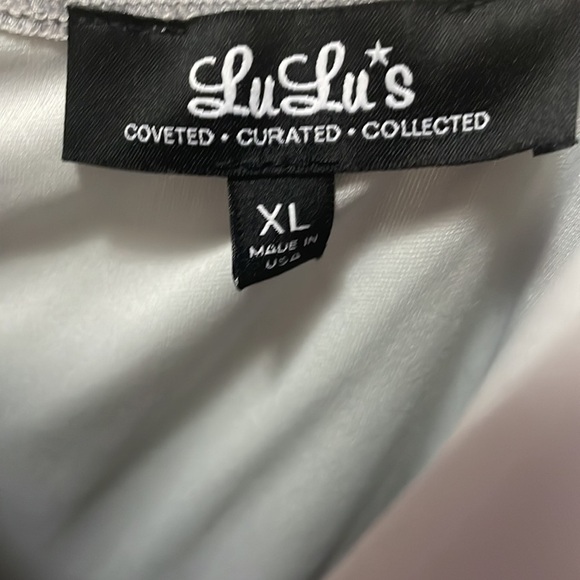 LuLu*s
COVETED • CURATED • COLLECTED
XL
MADE IN
USA